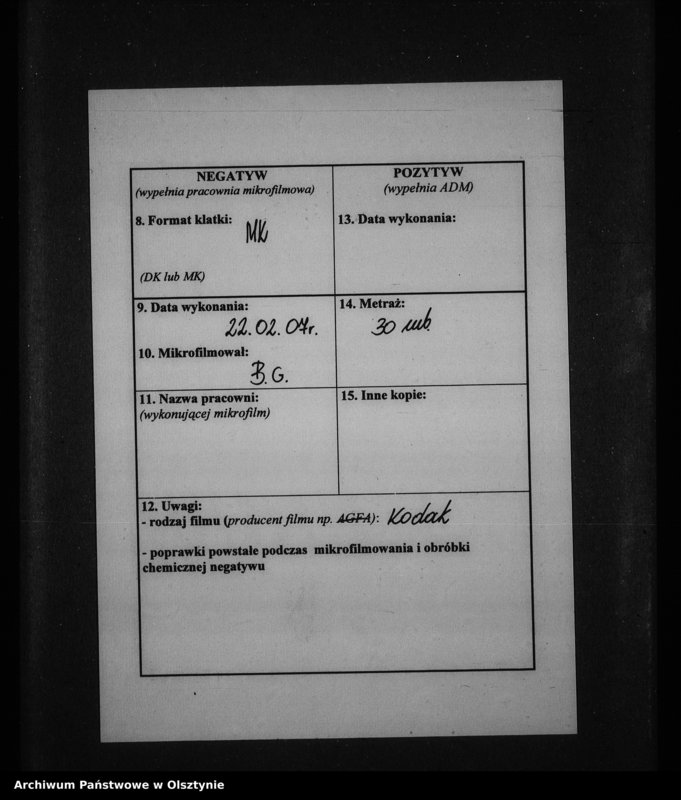 NEGATYW
(wypełnia pracownia mikrofilmowa)
8. Format klatki:
MK
(DK lub MK)
POZYTYW
(wypełnia ADM)
13. Data wykonania:
9. Data wykonania:
22.02.07r.
10. Mikrofilmował:
B.G.
14. Metraż:
30 mb
11. Nazwa pracowni:
(wykonującej mikrofilm)
15. Inne kopie:
12. Uwagi:
- rodzaj filmu (producent filmu np. AGFA): Kodak
- poprawki powstałe podczas mikrofilmowania i obróbki
chemicznej negatywu
Archiwum Państwowe w Olsztynie